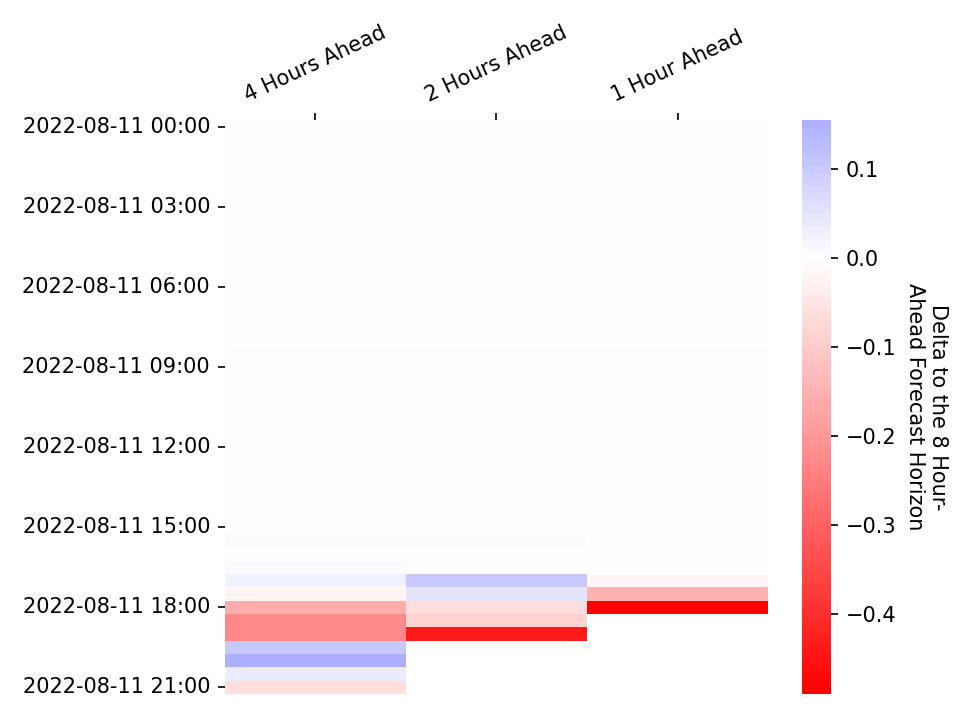 4 Hours Ahead
2 Hours Ahead
1 Hour Ahead
2022-08-11 00:00
2022-08-11 03:00
2022-08-11 06:00
2022-08-11 09:00
2022-08-11 12:00
2022-08-11 15:00
2022-08-11 18:00
2022-08-11 21:00
0.1
0.0
−0.1
−0.2
−0.3
−0.4
Delta to the 8 Hour-
Ahead Forecast Horizon